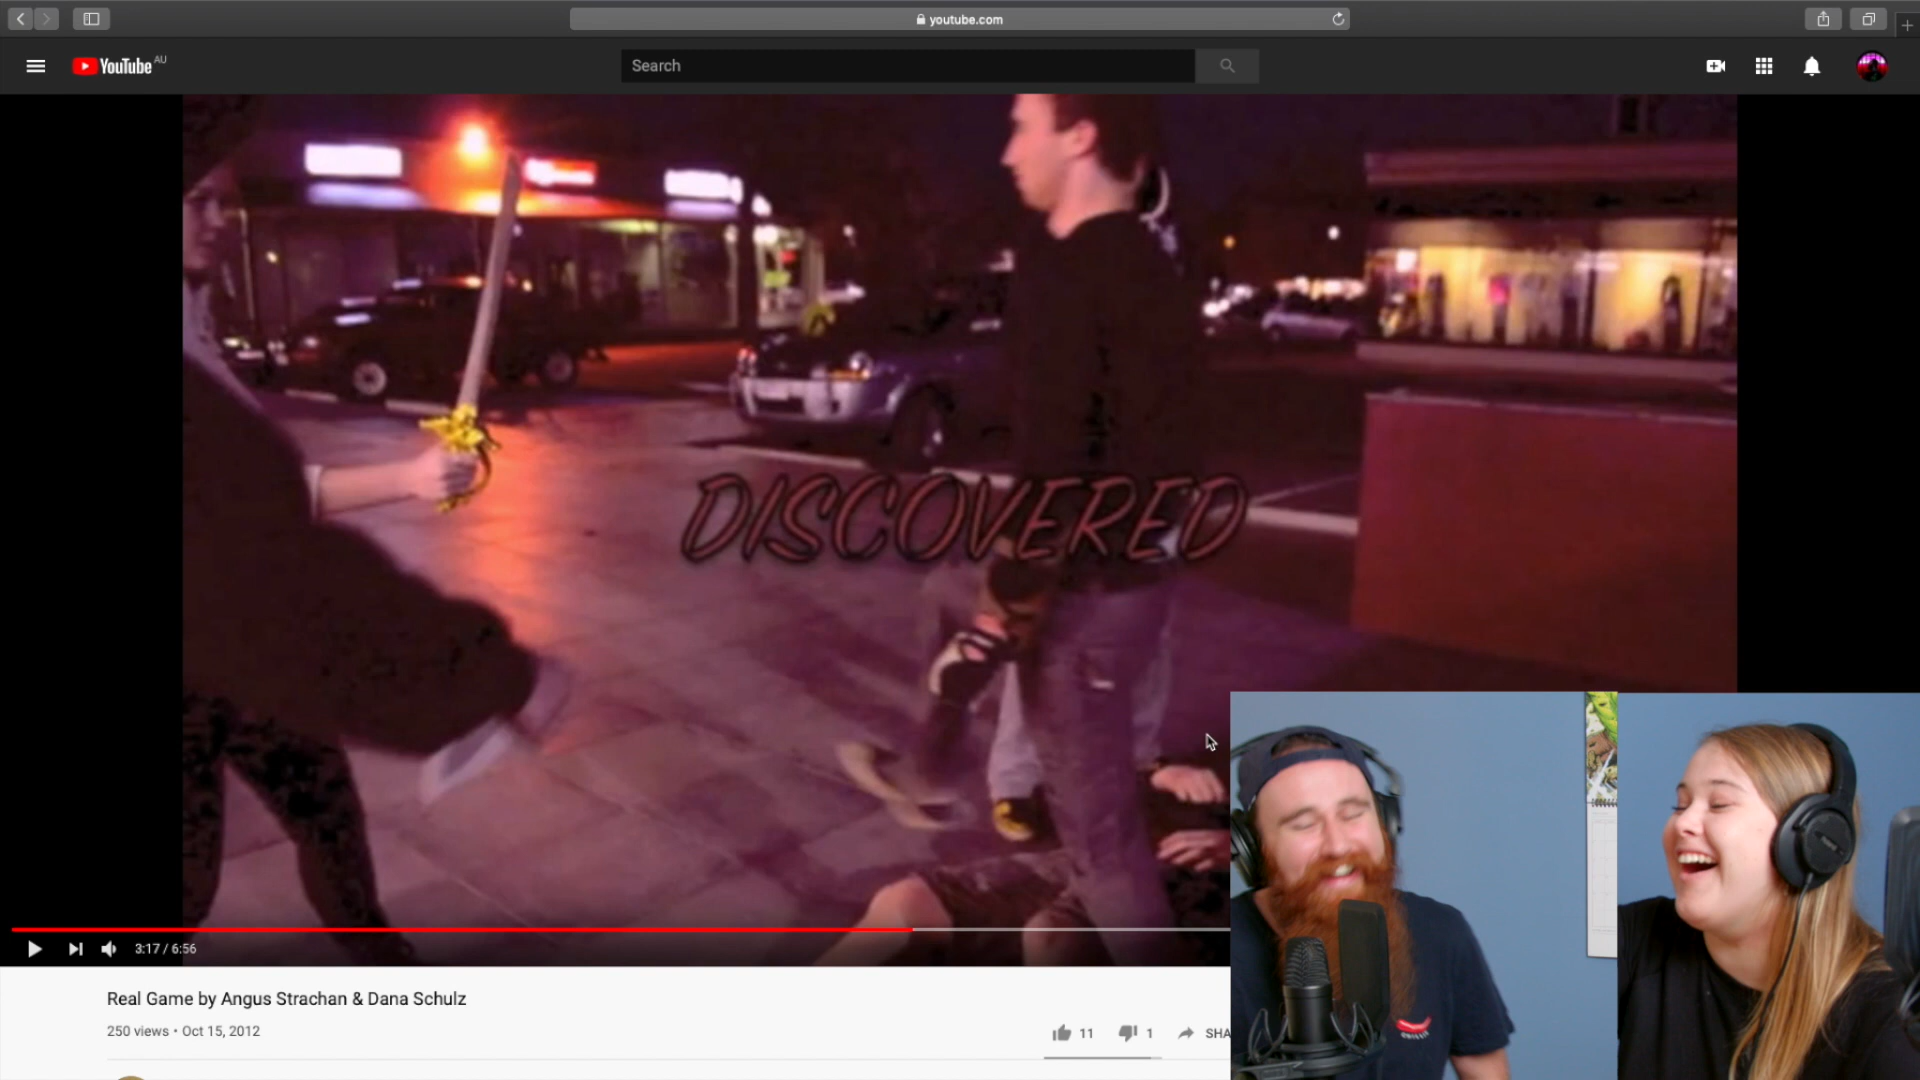 youtube.com
YouTube AU
Search
DISCOVERED
3:17 / 6:56
Real Game by Angus Strachan & Dana Schulz
250 views • Oct 15, 2012
11
1
SHA